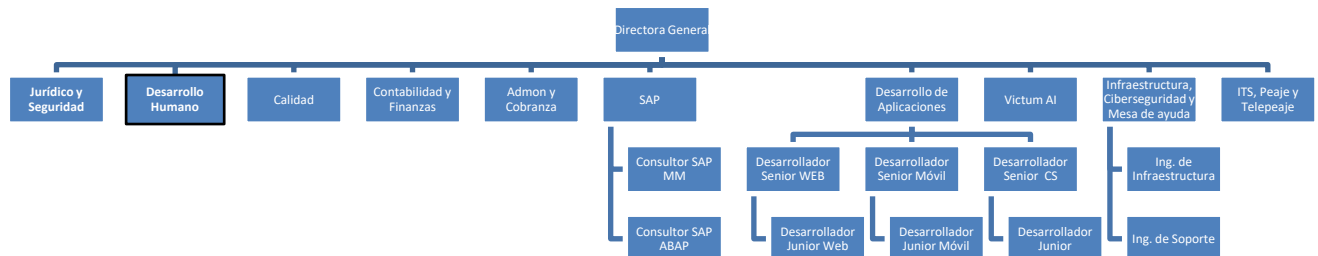 Directora General
Jurídico y
Seguridad
Desarrollo
Humano
Calidad
Contabilidad y
Finanzas
Admon y
Cobranza
SAP
Desarrollo de
Aplicaciones
Victum AI
Infraestructura,
Ciberseguridad y
Mesa de ayuda
ITS, Peaje y
Telepeaje
Consultor SAP
MM
Desarrollador
Senior WEB
Desarrollador
Senior Móvil
Desarrollador
Senior CS
Ing. de
Infraestructura
Consultor SAP
ABAP
Desarrollador
Junior Web
Desarrollador
Junior Móvil
Desarrollador
Junior
Ing. de Soporte